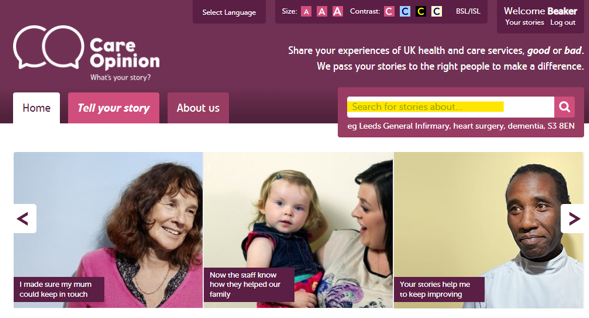 Select Language
Size: A A A Contrast: C C C C BSL/ISL
Welcome Beaker
Your stories Log out
Care
Opinion
What's your story?
Share your experiences of UK health and care services, good or bad.
We pass your stories to the right people to make a difference.
Home Tell your story About us
Search for stories about...
eg Leeds General Infirmary, heart surgery, dementia, S3 8EN
< >
I made sure my mum
could keep in touch
Now the staff know
how they helped our
family
Your stories help me
to keep improving